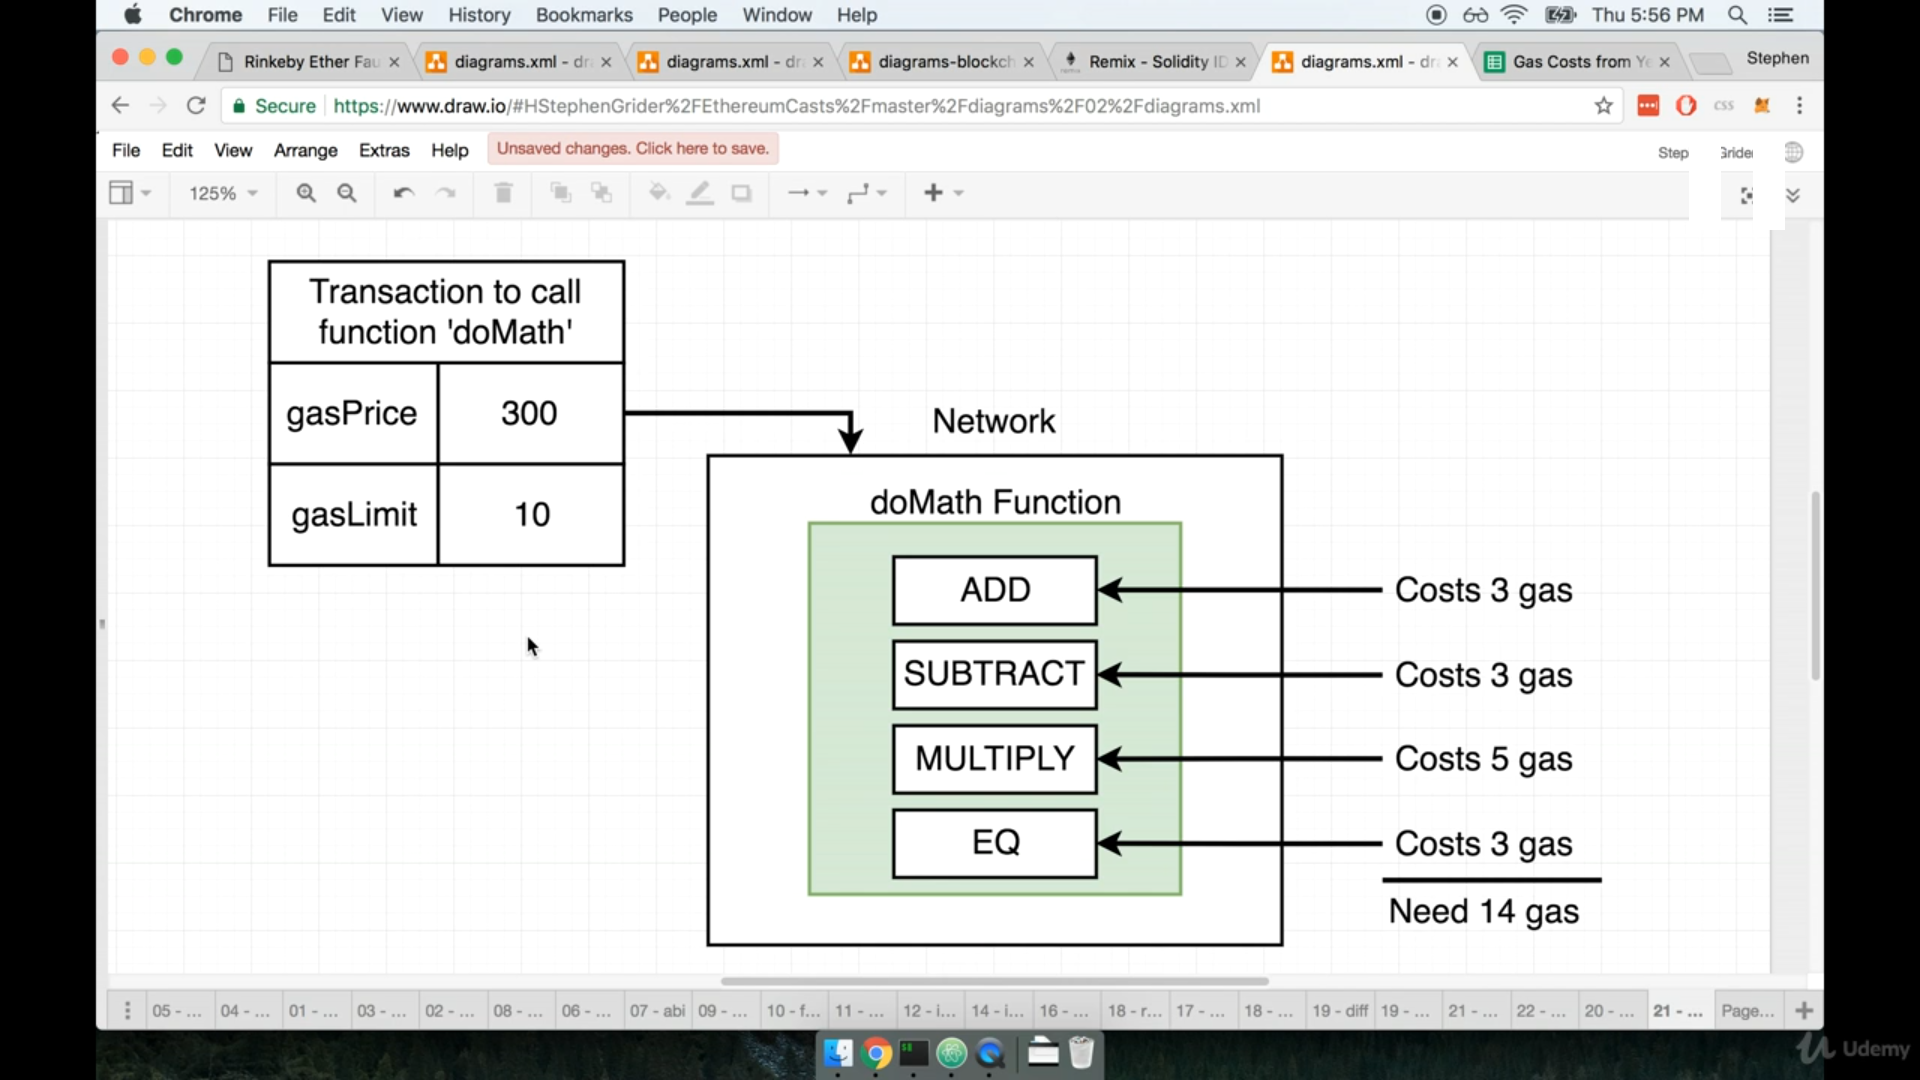 Chrome File Edit View History Bookmarks People Window Help Thu 5:56 PM
Rinkeby Ether Fau diagrams.xml - dr diagrams.xml - dr diagrams-blockch Remix - Solidity ID diagrams.xml - dr Gas Costs from Ye Stephen
Secure https://www.draw.io/#HStephenGrider%2FEthereumCasts%2Fmaster%2Fdiagrams%2F02%2Fdiagrams.xml css
File Edit View Arrange Extras Help Unsaved changes. Click here to save. Step Grider
125%
Transaction to call
function 'doMath'
gasPrice 300
gasLimit 10
Network
doMath Function
ADD Costs 3 gas
SUBTRACT Costs 3 gas
MULTIPLY Costs 5 gas
EQ Costs 3 gas
Need 14 gas
05 - ... 04 - ... 01 - ... 03 - ... 02 - ... 08 - ... 06 - ... 07 - abi 09 - ... 10 - f... 11 - ... 12 - i... 14 - i... 16 - ... 18 - r... 17 - ... 18 - ... 19 - diff 19 - ... 21 - ... 22 - ... 20 - ... 21 - ... Page...
Udemy